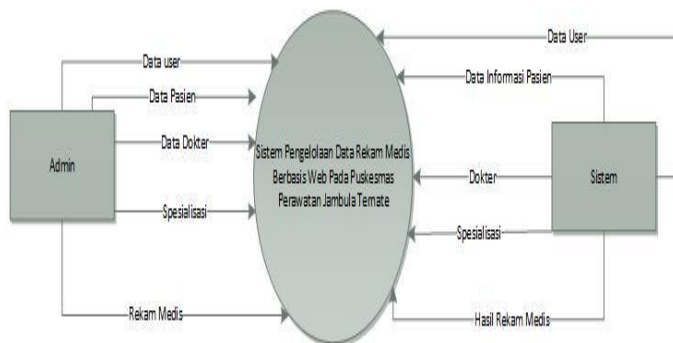 Data user
Data Pasien
Data Dokter
Admin
Spesialisasi
Rekam Medis
Sistem Pengelolaan Data Rekam Medis
Berbasis Web Pada Puskesmas
Perawatan Jambula Ternate
Data User
Data Informasi Pasien
Dokter
Sistem
Spesialisasi
Hasil Rekam Medis